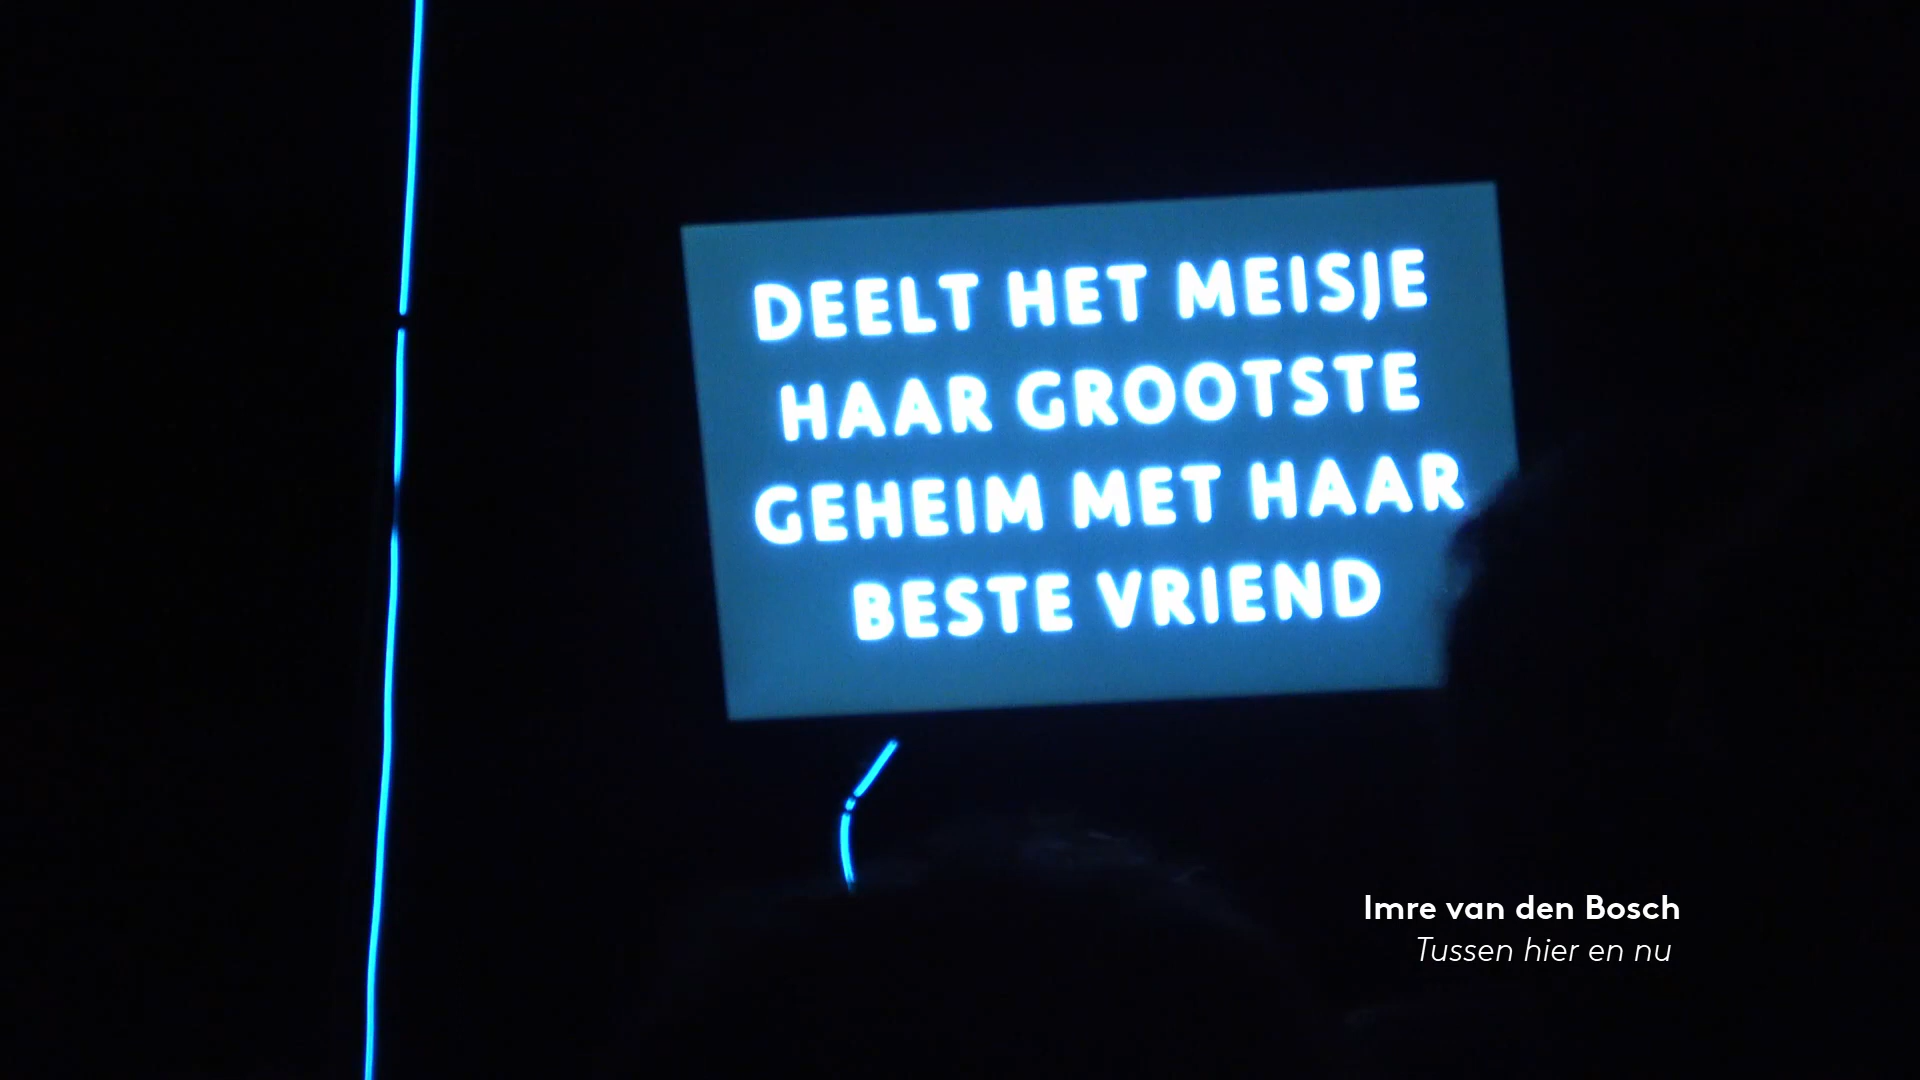 DEELT HET MEISJE
HAAR GROOTSTE
GEHEIM MET HAAR
BESTE VRIEND
Imre van den Bosch
Tussen hier en nu